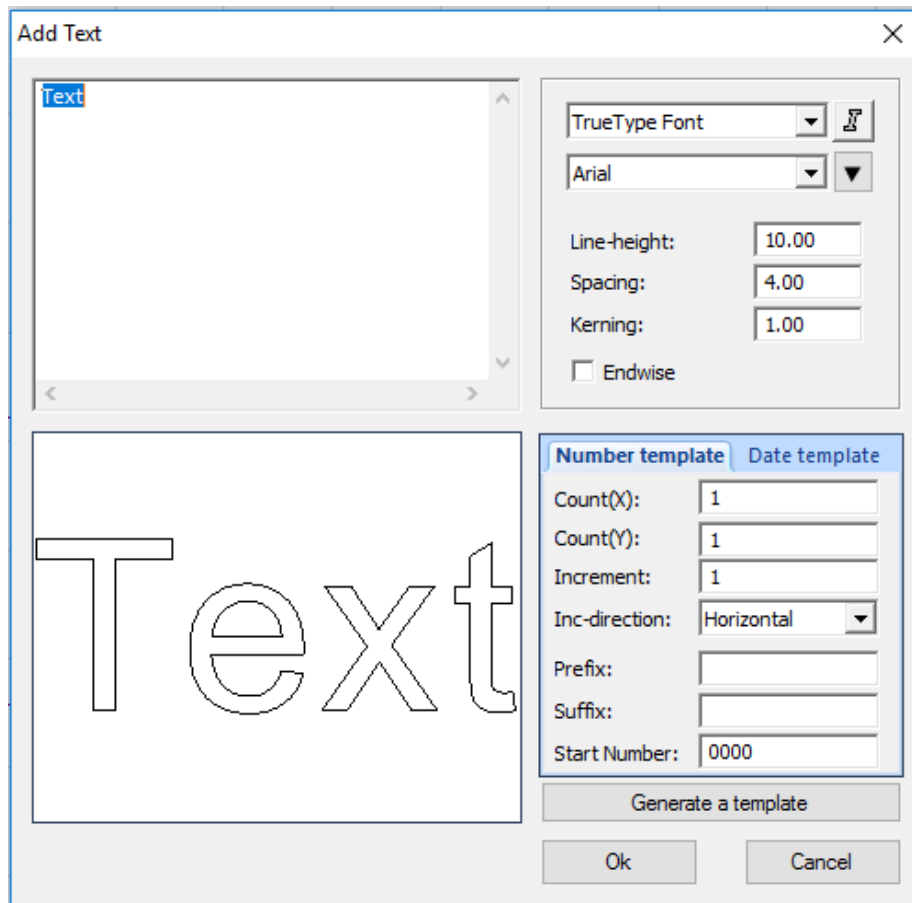 Add Text
Text
TrueType Font
Arial
Line-height: 10.00
Spacing: 4.00
Kerning: 1.00
Endwise
Text
Number template Date template
Count(X): 1
Count(Y): 1
Increment: 1
Inc-direction: Horizontal
Prefix:
Suffix:
Start Number: 0000
Generate a template
Ok Cancel